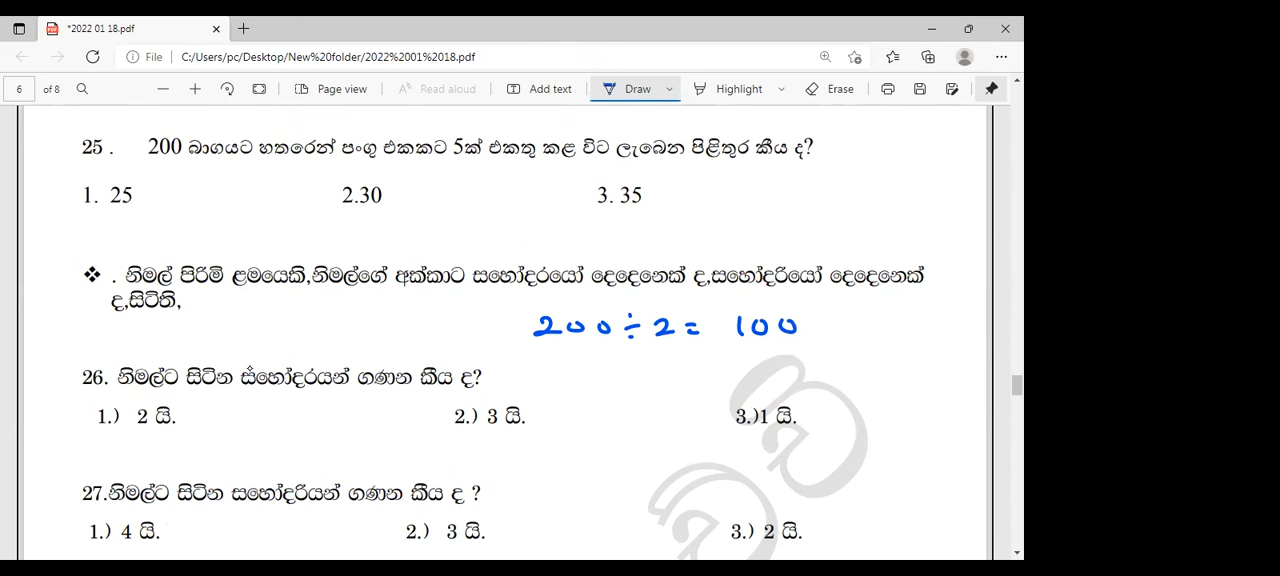 *2022 01 18.pdf
File C:/Users/pc/Desktop/New%20folder/2022%2001%2018.pdf
6 of 8 Page view Read aloud Add text Draw Highlight Erase
25 . 200 බාගයට හතරෙන් පංගු එකකට 5ක් එකතු කළ විට ලැබෙන පිළිතුර කීය ද?
1. 25 2.30 3. 35
❖ . නිමල් පිරිමි ළමයෙකි,නිමල්ගේ අක්කාට සහෝදරයෝ දෙදෙනෙක් ද,සහෝදරියෝ දෙදෙනෙක්
ද,සිටිති,
200 ÷ 2 = 100
26. නිමල්ට සිටින සංහෝදරයන් ගණන කීය ද?
1.) 2 යි. 2.) 3 යි. 3.)1 යි.
27.නිමල්ට සිටින සහෝදරියන් ගණන කීය ද ?
1.) 4 යි. 2.) 3 යි. 3.) 2 යි.